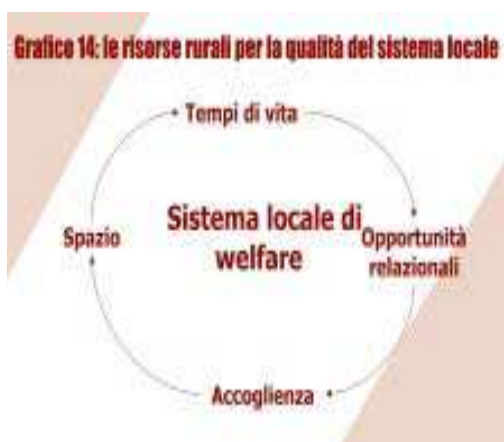 Grafico 14: le risorse rurali per la qualità del sistema locale
Tempi di vita
Spazio
Sistema locale di
welfare
Opportunità
relazionali
Accoglienza